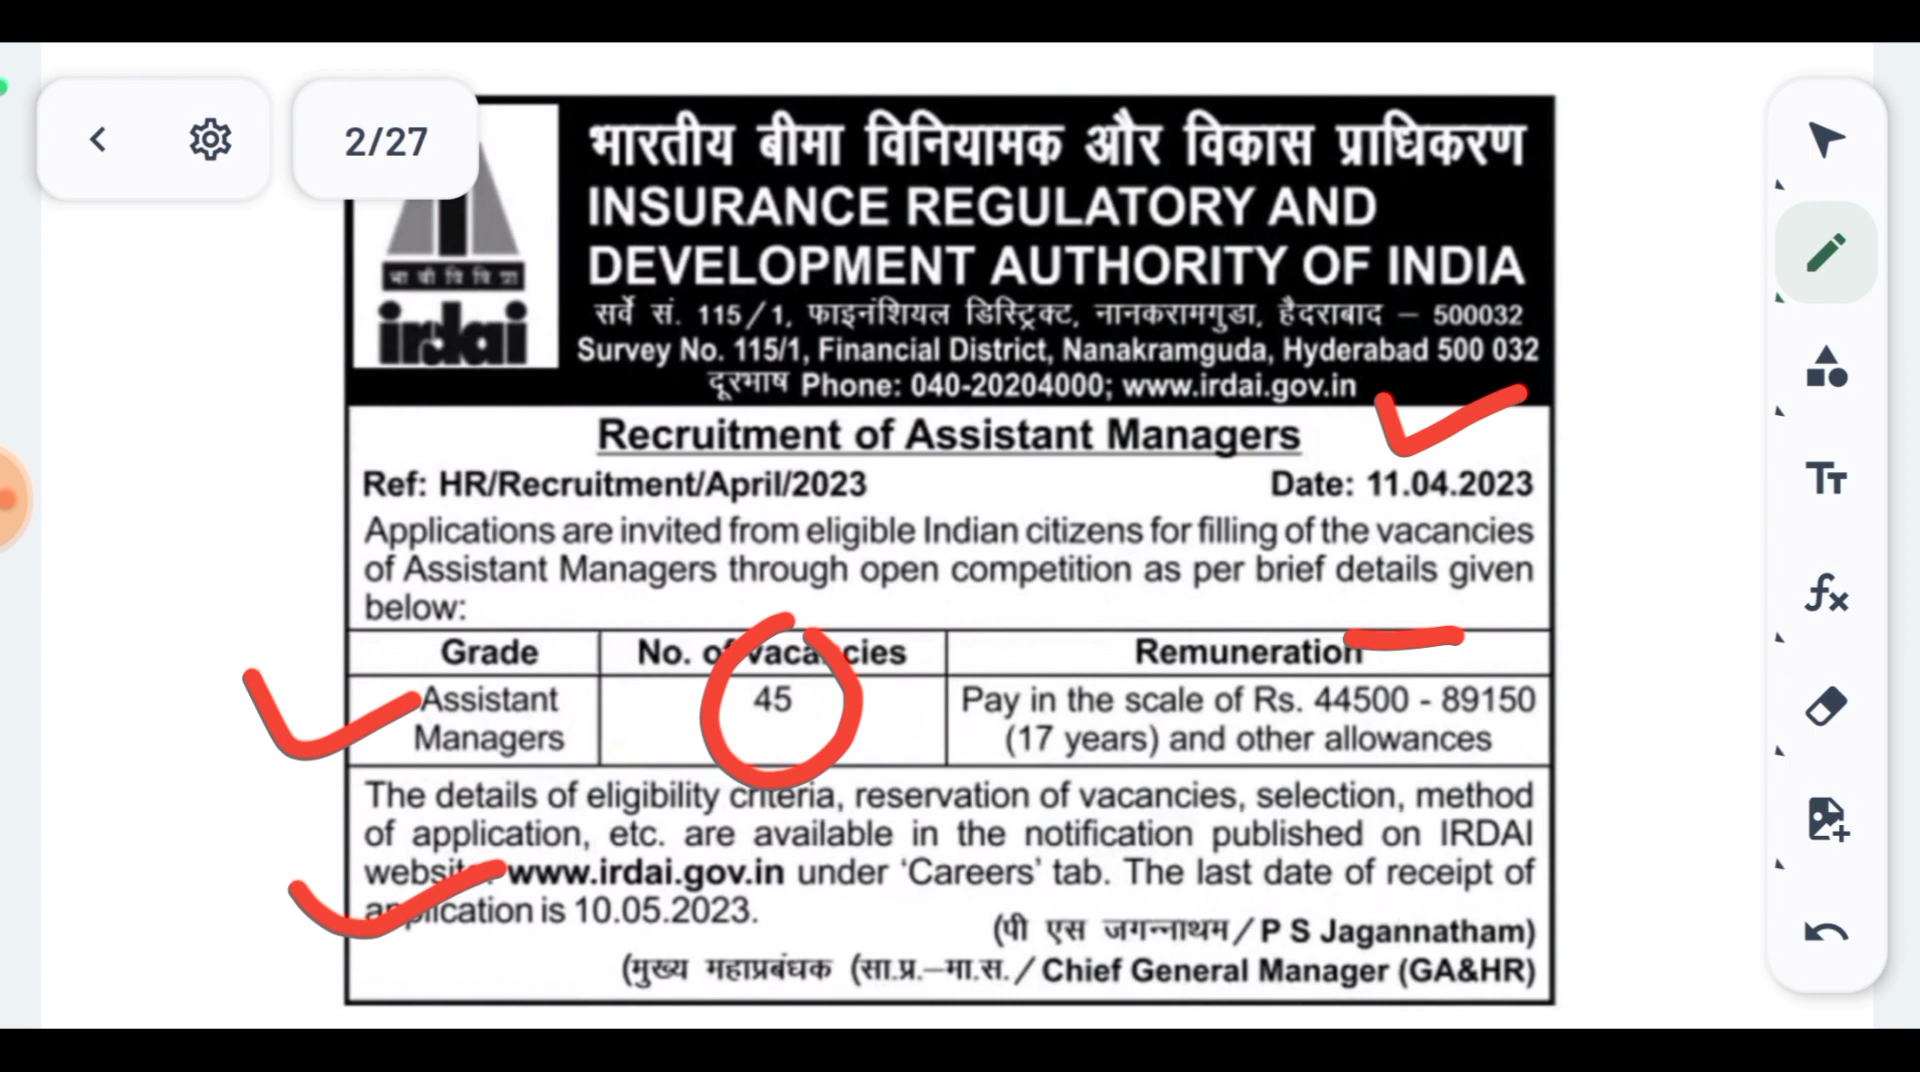 2/27
भारतीय बीमा विनियामक और विकास प्राधिकरण
INSURANCE REGULATORY AND
DEVELOPMENT AUTHORITY OF INDIA
भा बी वि वि प्रा
irdai
सर्वे सं. 115/1, फाइनंशियल डिस्ट्रिक्ट, नानकरामगुडा, हैदराबाद – 500032
Survey No. 115/1, Financial District, Nanakramguda, Hyderabad 500 032
दूरभाष Phone: 040-20204000; www.irdai.gov.in
Recruitment of Assistant Managers
Ref: HR/Recruitment/April/2023 Date: 11.04.2023
Applications are invited from eligible Indian citizens for filling of the vacancies
of Assistant Managers through open competition as per brief details given
below:
Grade No. of vacancies Remuneration
Assistant 45 Pay in the scale of Rs. 44500 - 89150
Managers (17 years) and other allowances
The details of eligibility criteria, reservation of vacancies, selection, method
of application, etc. are available in the notification published on IRDAI
website: www.irdai.gov.in under ‘Careers’ tab. The last date of receipt of
application is 10.05.2023.
(पी एस जगन्नाथम/P S Jagannatham)
(मुख्य महाप्रबंधक (सा.प्र.–मा.स./Chief General Manager (GA&HR)
Tт
fx